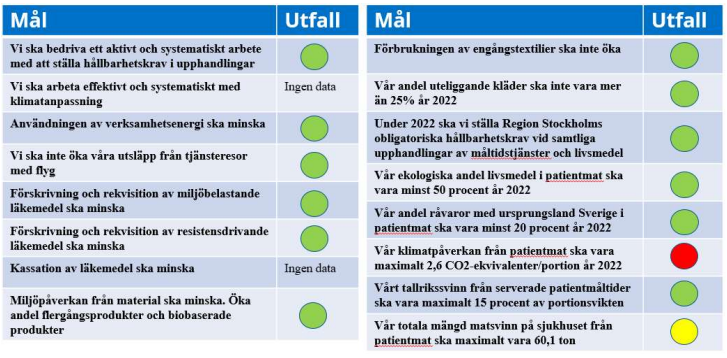 Mål Utfall
Vi ska bedriva ett aktivt och systematiskt arbete
med att ställa hållbarhetskrav i upphandlingar
Vi ska arbeta effektivt och systematiskt med Ingen data
klimatanpassning
Användningen av verksamhetsenergi ska minska
Vi ska inte öka våra utsläpp från tjänsteresor
med flyg
Förskrivning och rekvisition av miljöbelastande
läkemedel ska minska
Förskrivning och rekvisition av resistensdrivande
läkemedel ska minska
Kassation av läkemedel ska minska Ingen data
Miljöpåverkan från material ska minska. Öka
andel flergångsprodukter och biobaserade
produkter
Mål Utfall
Förbrukningen av engångstextilier ska inte öka
Vår andel uteliggande kläder ska inte vara mer
än 25% år 2022
Under 2022 ska vi ställa Region Stockholms
obligatoriska hållbarhetskrav vid samtliga
upphandlingar av måltidstjänster och livsmedel
Vår ekologiska andel livsmedel i patientmat ska
vara minst 50 procent år 2022
Vår andel råvaror med ursprungsland Sverige i
patientmat ska vara minst 20 procent år 2022
Vår klimatpåverkan från patientmat ska vara
maximalt 2,6 CO2-ekvivalenter/portion år 2022
Vårt tallrikssvinn från serverade patientmåltider
ska vara maximalt 15 procent av portionsvikten
Vår totala mängd matsvinn på sjukhuset från
patientmat ska maximalt vara 60,1 ton